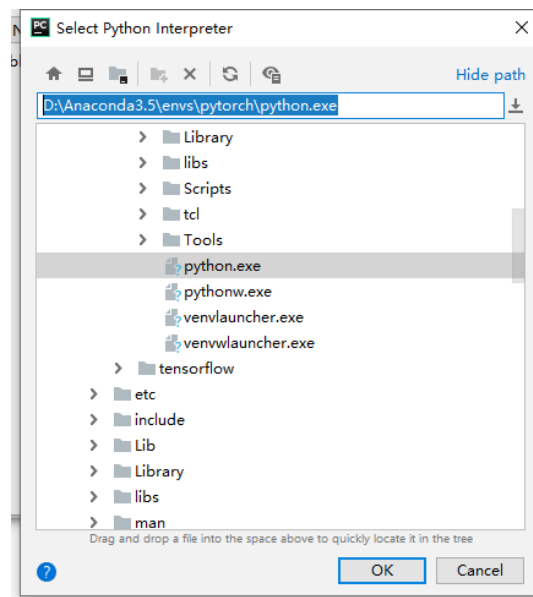 PC Select Python Interpreter
Hide path
D:\Anaconda3.5\envs\pytorch\python.exe
Library
libs
Scripts
tcl
Tools
python.exe
pythonw.exe
venvlauncher.exe
venvwlauncher.exe
tensorflow
etc
include
Lib
Library
libs
man
Drag and drop a file into the space above to quickly locate it in the tree
? OK Cancel